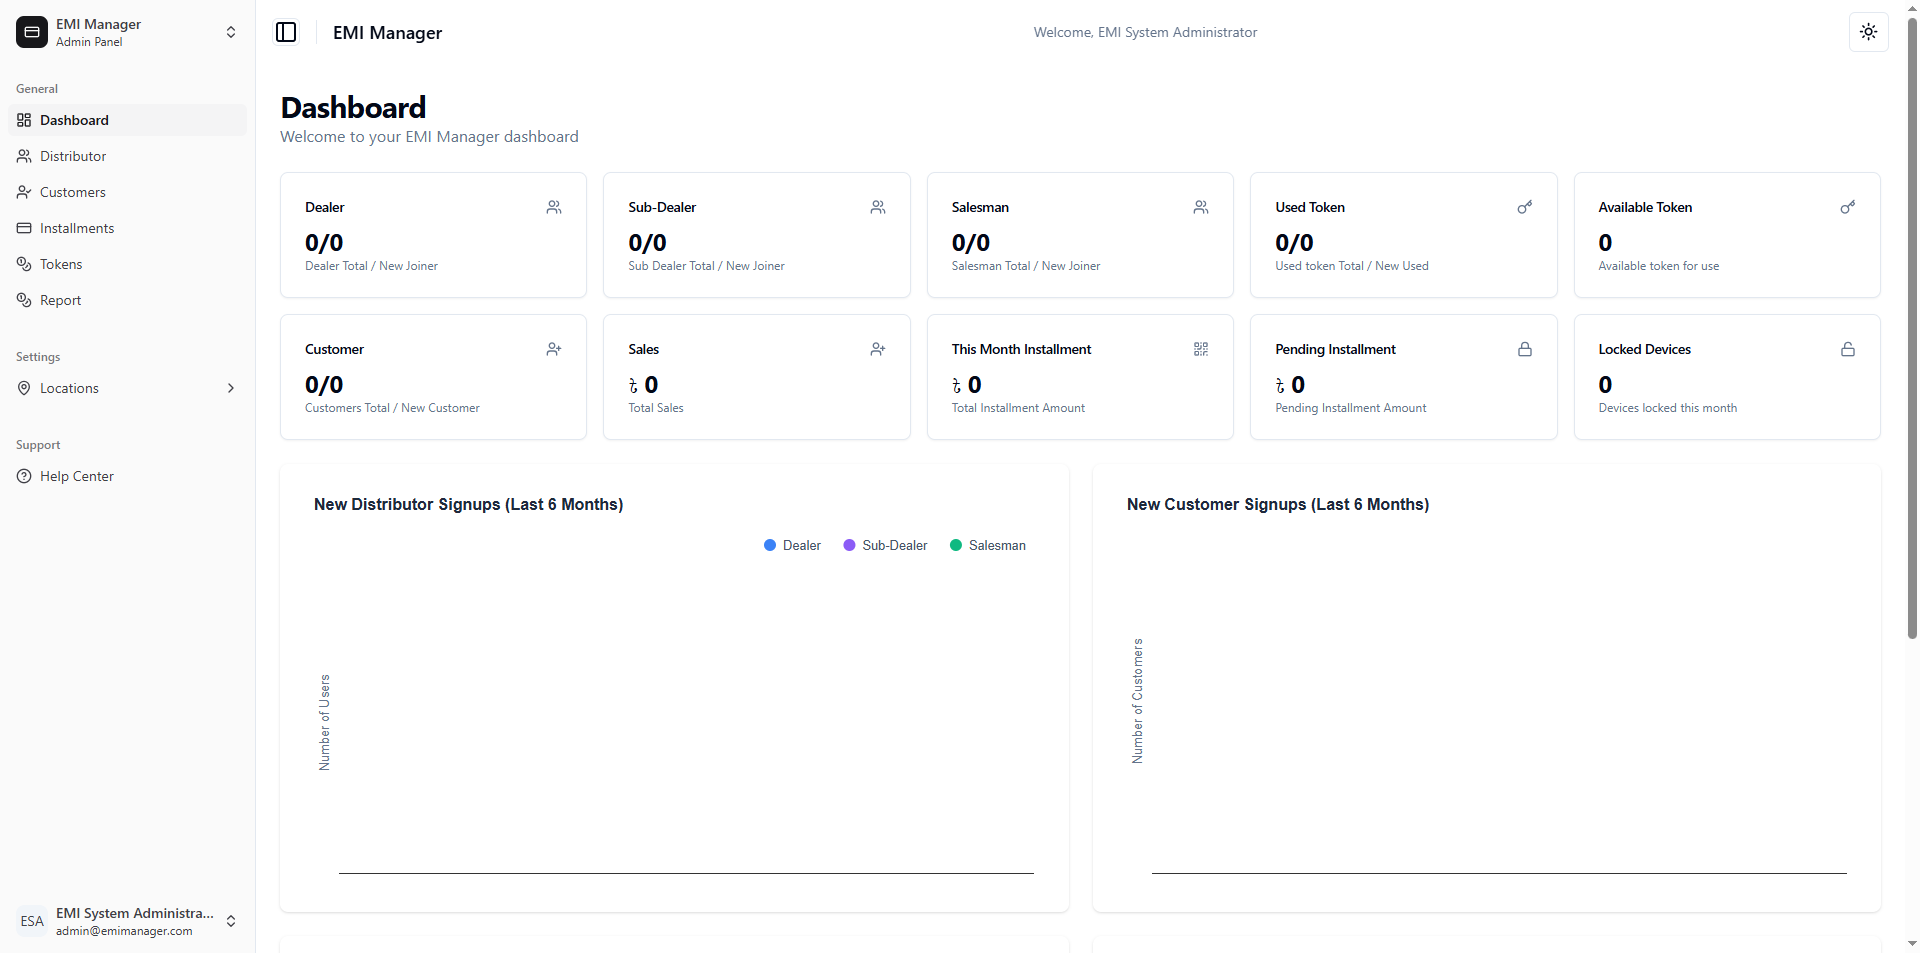 EMI Manager
Admin Panel
General
Dashboard
Distributor
Customers
Installments
Tokens
Report
Settings
Locations
Support
Help Center
ESA
EMI System Administra...
admin@emimanager.com
EMI Manager
Welcome, EMI System Administrator
Dashboard
Welcome to your EMI Manager dashboard
Dealer
0/0
Dealer Total / New Joiner
Sub-Dealer
0/0
Sub Dealer Total / New Joiner
Salesman
0/0
Salesman Total / New Joiner
Used Token
0/0
Used token Total / New Used
Available Token
0
Available token for use
Customer
0/0
Customers Total / New Customer
Sales
৳ 0
Total Sales
This Month Installment
৳ 0
Total Installment Amount
Pending Installment
৳ 0
Pending Installment Amount
Locked Devices
0
Devices locked this month
New Distributor Signups (Last 6 Months)
Dealer
Sub-Dealer
Salesman
Number of Users
New Customer Signups (Last 6 Months)
Number of Customers